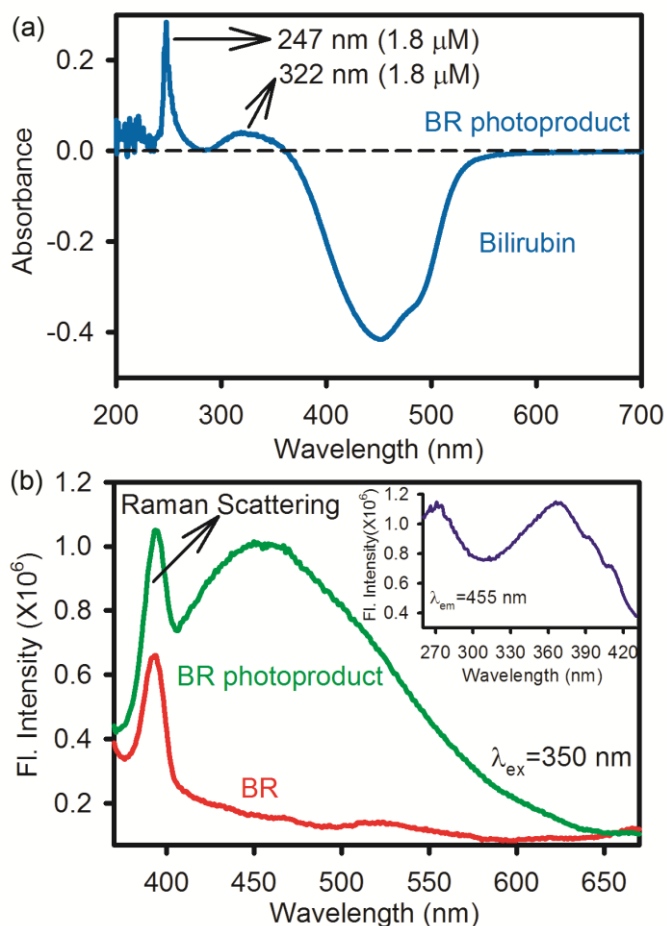 (a)
247 nm (1.8 μM)
322 nm (1.8 μM)
BR photoproduct
Bilirubin
Absorbance
0.2
0.0
-0.2
-0.4
200 300 400 500 600 700
Wavelength (nm)
(b)
Raman Scattering
BR photoproduct
BR
λex=350 nm
Fl. Intensity (X10⁶)
1.2
1.0
0.8
0.6
0.4
0.2
400 450 500 550 600 650
Wavelength (nm)
Fl. Intensity(X10⁶)
1.2
1.0
0.8
0.6
0.4
λem=455 nm
270 300 330 360 390 420
Wavelength (nm)